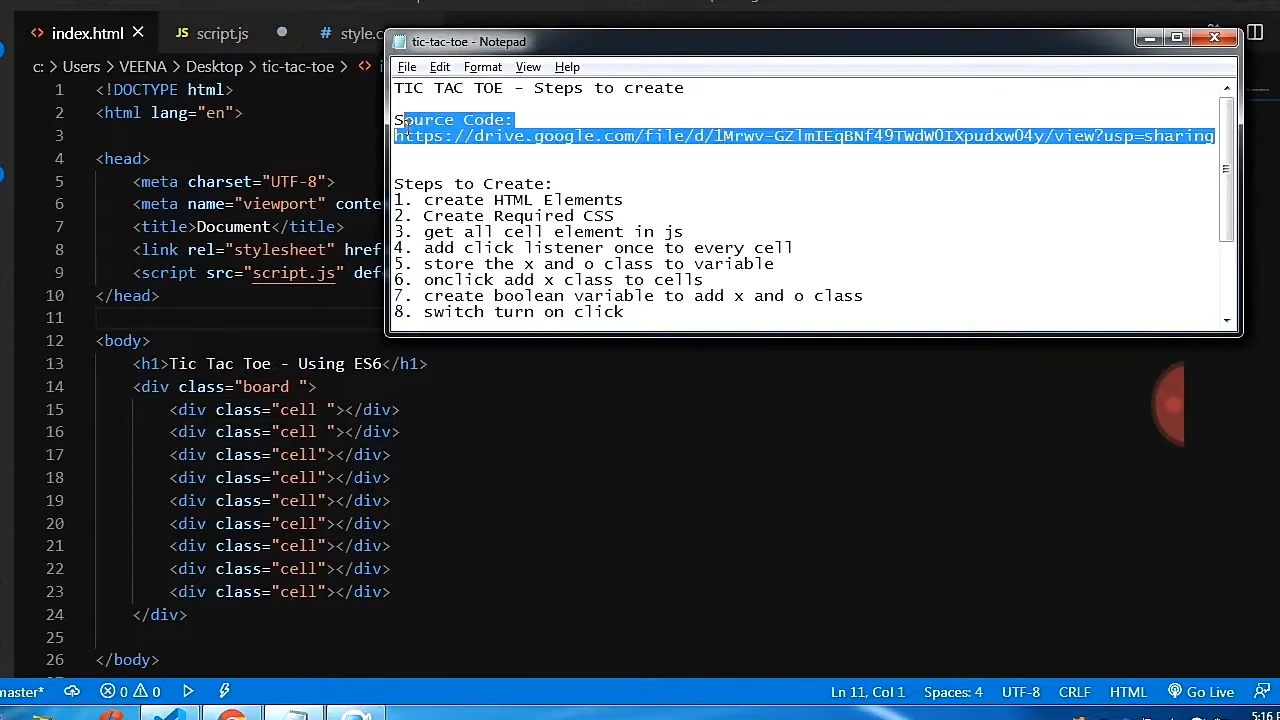 index.html
script.js
style.c
c: > Users > VEENA > Desktop > tic-tac-toe >
tic-tac-toe - Notepad
File Edit Format View Help
TIC TAC TOE - Steps to create
Source Code:
https://drive.google.com/file/d/1Mrwv-GZlmIEqBNf49TWdW0IXpudxw04y/view?usp=sharing
Steps to Create:
1. create HTML Elements
2. Create Required CSS
3. get all cell element in js
4. add click listener once to every cell
5. store the x and o class to variable
6. onclick add x class to cells
7. create boolean variable to add x and o class
8. switch turn on click
1 <!DOCTYPE html>
2 <html lang="en">
3
4 <head>
5 <meta charset="UTF-8">
6 <meta name="viewport" conte
7 <title>Document</title>
8 <link rel="stylesheet" href
9 <script src="script.js" def
10 </head>
11
12 <body>
13 <h1>Tic Tac Toe - Using ES6</h1>
14 <div class="board ">
15 <div class="cell "></div>
16 <div class="cell "></div>
17 <div class="cell"></div>
18 <div class="cell"></div>
19 <div class="cell"></div>
20 <div class="cell"></div>
21 <div class="cell"></div>
22 <div class="cell"></div>
23 <div class="cell"></div>
24 </div>
25
26 </body>
master* 0 0 Ln 11, Col 1 Spaces: 4 UTF-8 CRLF HTML Go Live
5:16